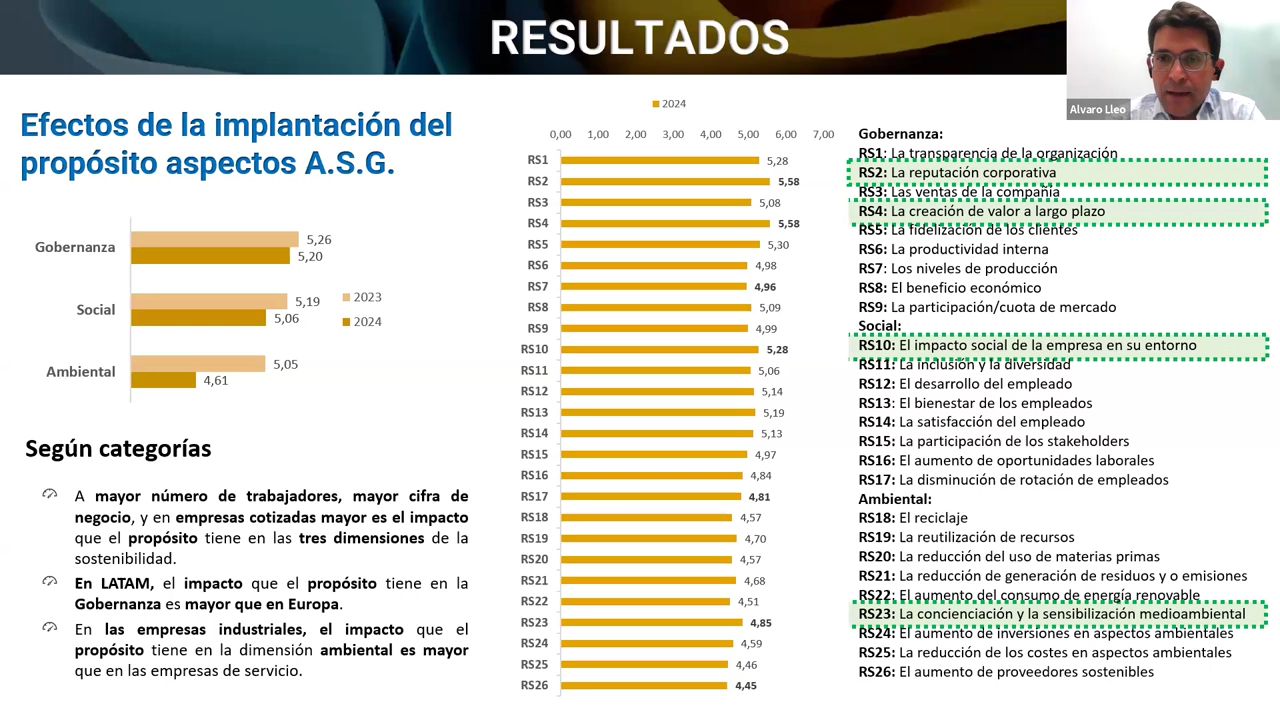 RESULTADOS
Alvaro Lleo
Efectos de la implantación del
propósito aspectos A.S.G.
Gobernanza
5,26
5,20
Social
5,19
5,06
Ambiental
5,05
4,61
2023
2024
Según categorías
A mayor número de trabajadores, mayor cifra de
negocio, y en empresas cotizadas mayor es el impacto
que el propósito tiene en las tres dimensiones de la
sostenibilidad.
En LATAM, el impacto que el propósito tiene en la
Gobernanza es mayor que en Europa.
En las empresas industriales, el impacto que el
propósito tiene en la dimensión ambiental es mayor
que en las empresas de servicio.
2024
0,00 1,00 2,00 3,00 4,00 5,00 6,00 7,00
RS1 5,28
RS2 5,58
RS3 5,08
RS4 5,58
RS5 5,30
RS6 4,98
RS7 4,96
RS8 5,09
RS9 4,99
RS10 5,28
RS11 5,06
RS12 5,14
RS13 5,19
RS14 5,13
RS15 4,97
RS16 4,84
RS17 4,81
RS18 4,57
RS19 4,70
RS20 4,57
RS21 4,68
RS22 4,51
RS23 4,85
RS24 4,59
RS25 4,46
RS26 4,45
Gobernanza:
RS1: La transparencia de la organización
RS2: La reputación corporativa
RS3: Las ventas de la compañía
RS4: La creación de valor a largo plazo
RS5: La fidelización de los clientes
RS6: La productividad interna
RS7: Los niveles de producción
RS8: El beneficio económico
RS9: La participación/cuota de mercado
Social:
RS10: El impacto social de la empresa en su entorno
RS11: La inclusión y la diversidad
RS12: El desarrollo del empleado
RS13: El bienestar de los empleados
RS14: La satisfacción del empleado
RS15: La participación de los stakeholders
RS16: El aumento de oportunidades laborales
RS17: La disminución de rotación de empleados
Ambiental:
RS18: El reciclaje
RS19: La reutilización de recursos
RS20: La reducción del uso de materias primas
RS21: La reducción de generación de residuos y o emisiones
RS22: El aumento del consumo de energía renovable
RS23: La concienciación y la sensibilización medioambiental
RS24: El aumento de inversiones en aspectos ambientales
RS25: La reducción de los costes en aspectos ambientales
RS26: El aumento de proveedores sostenibles